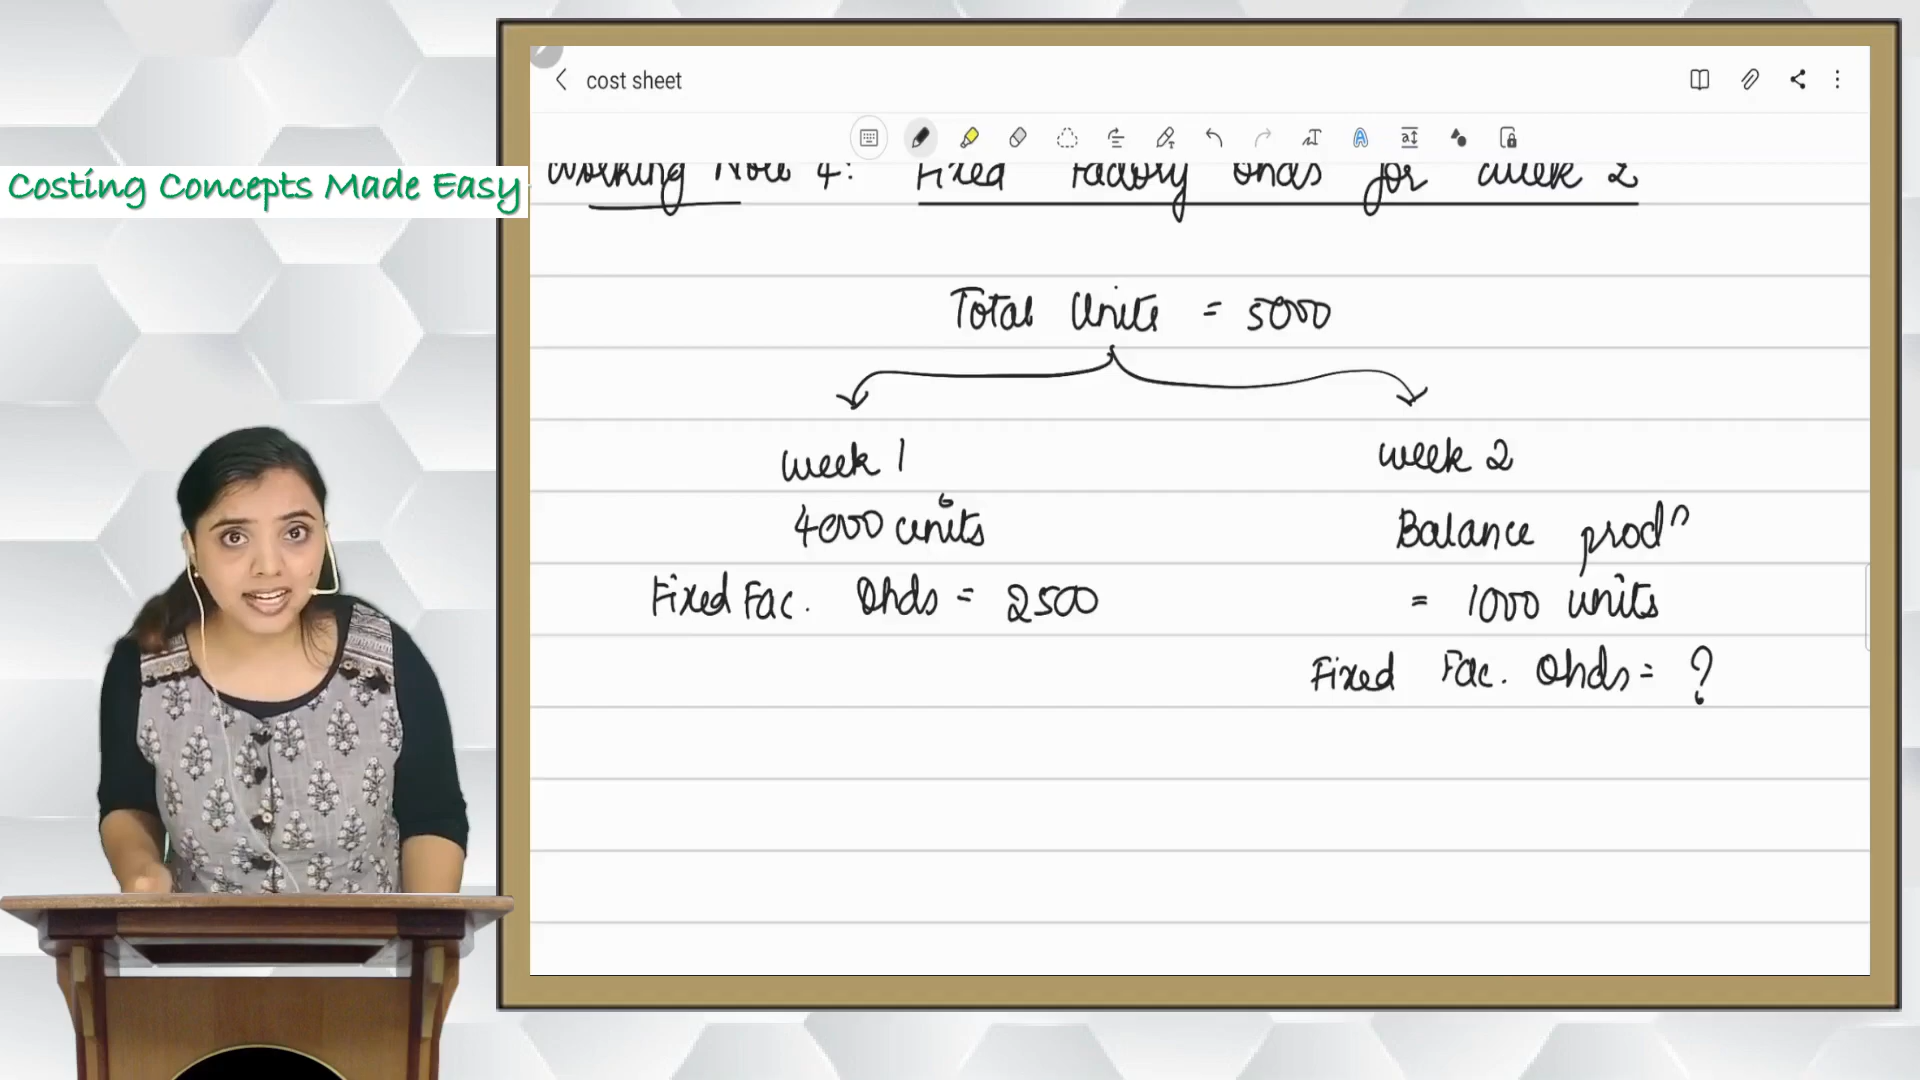 cost sheet
Costing Concepts Made Easy
Working Note 4: Fixed Factory Ohds for week 2
Total Units = 5000
week 1
week 2
4000 units
Balance prodn
Fixed Fac. Ohds = 2500
= 1000 units
Fixed Fac. Ohds = ?